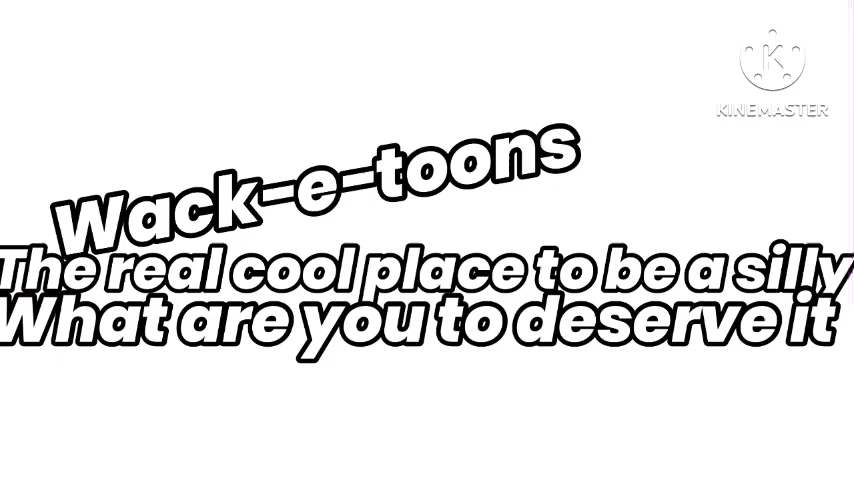 KINEMASTER
Wack-e-toons
The real cool place to be a silly
What are you to deserve it